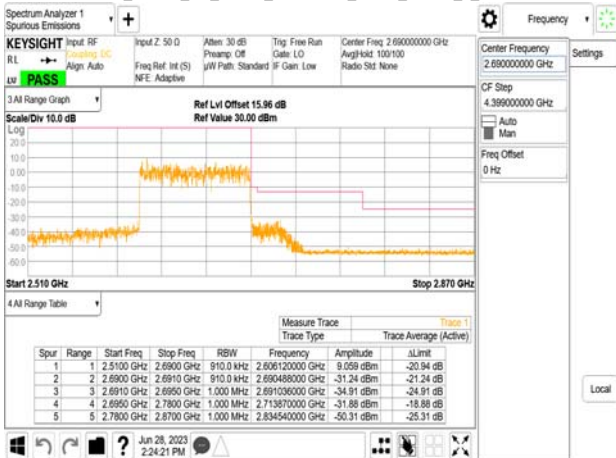 Spectrum Analyzer 1
Spurious Emissions
Frequency
KEYSIGHT Input: RF Input Z: 50 Ω Atten: 30 dB Trig: Free Run Center Freq: 2.690000000 GHz
RL Coupling: DC Preamp: Off Gate: LO Avg|Hold: 100/100
Align: Auto Freq Ref: Int (S) µW Path: Standard IF Gain: Low Radio Std: None
NFE: Adaptive
PASS
Center Frequency
2.690000000 GHz
Settings
CF Step
4.399000000 GHz
Auto
Man
Freq Offset
0 Hz
Local
3 All Range Graph
Ref Lvl Offset 15.96 dB
Scale/Div 10.0 dB Ref Value 30.00 dBm
Log
20.0
10.0
0.00
-10.0
-20.0
-30.0
-40.0
-50.0
-60.0
Start 2.510 GHz Stop 2.870 GHz
4 All Range Table
Measure Trace Trace 1
Trace Type Trace Average (Active)
Spur Range Start Freq Stop Freq RBW Frequency Amplitude ΔLimit
1 1 2.5100 GHz 2.6900 GHz 910.0 kHz 2.606120000 GHz 9.059 dBm -20.94 dB
2 2 2.6900 GHz 2.6910 GHz 910.0 kHz 2.690488000 GHz -31.24 dBm -21.24 dB
3 3 2.6910 GHz 2.6950 GHz 1.000 MHz 2.691036000 GHz -34.91 dBm -24.91 dB
4 4 2.6950 GHz 2.7800 GHz 1.000 MHz 2.713870000 GHz -31.88 dBm -18.88 dB
5 5 2.7800 GHz 2.8700 GHz 1.000 MHz 2.834540000 GHz -50.31 dBm -25.31 dB
Jun 28, 2023
2:24:21 PM